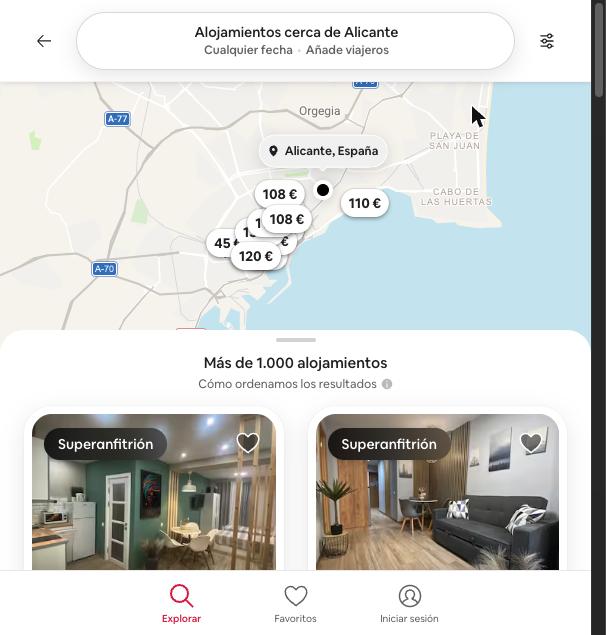 Alojamientos cerca de Alicante
Cualquier fecha · Añade viajeros
A-77
Orgegia
PLAYA DE
SAN JUAN
Alicante, España
108 €
110 €
CABO DE
LAS HUERTAS
108 €
45 €
120 €
A-70
Más de 1.000 alojamientos
Cómo ordenamos los resultados
Superanfitrión
Superanfitrión
Explorar
Favoritos
Iniciar sesión